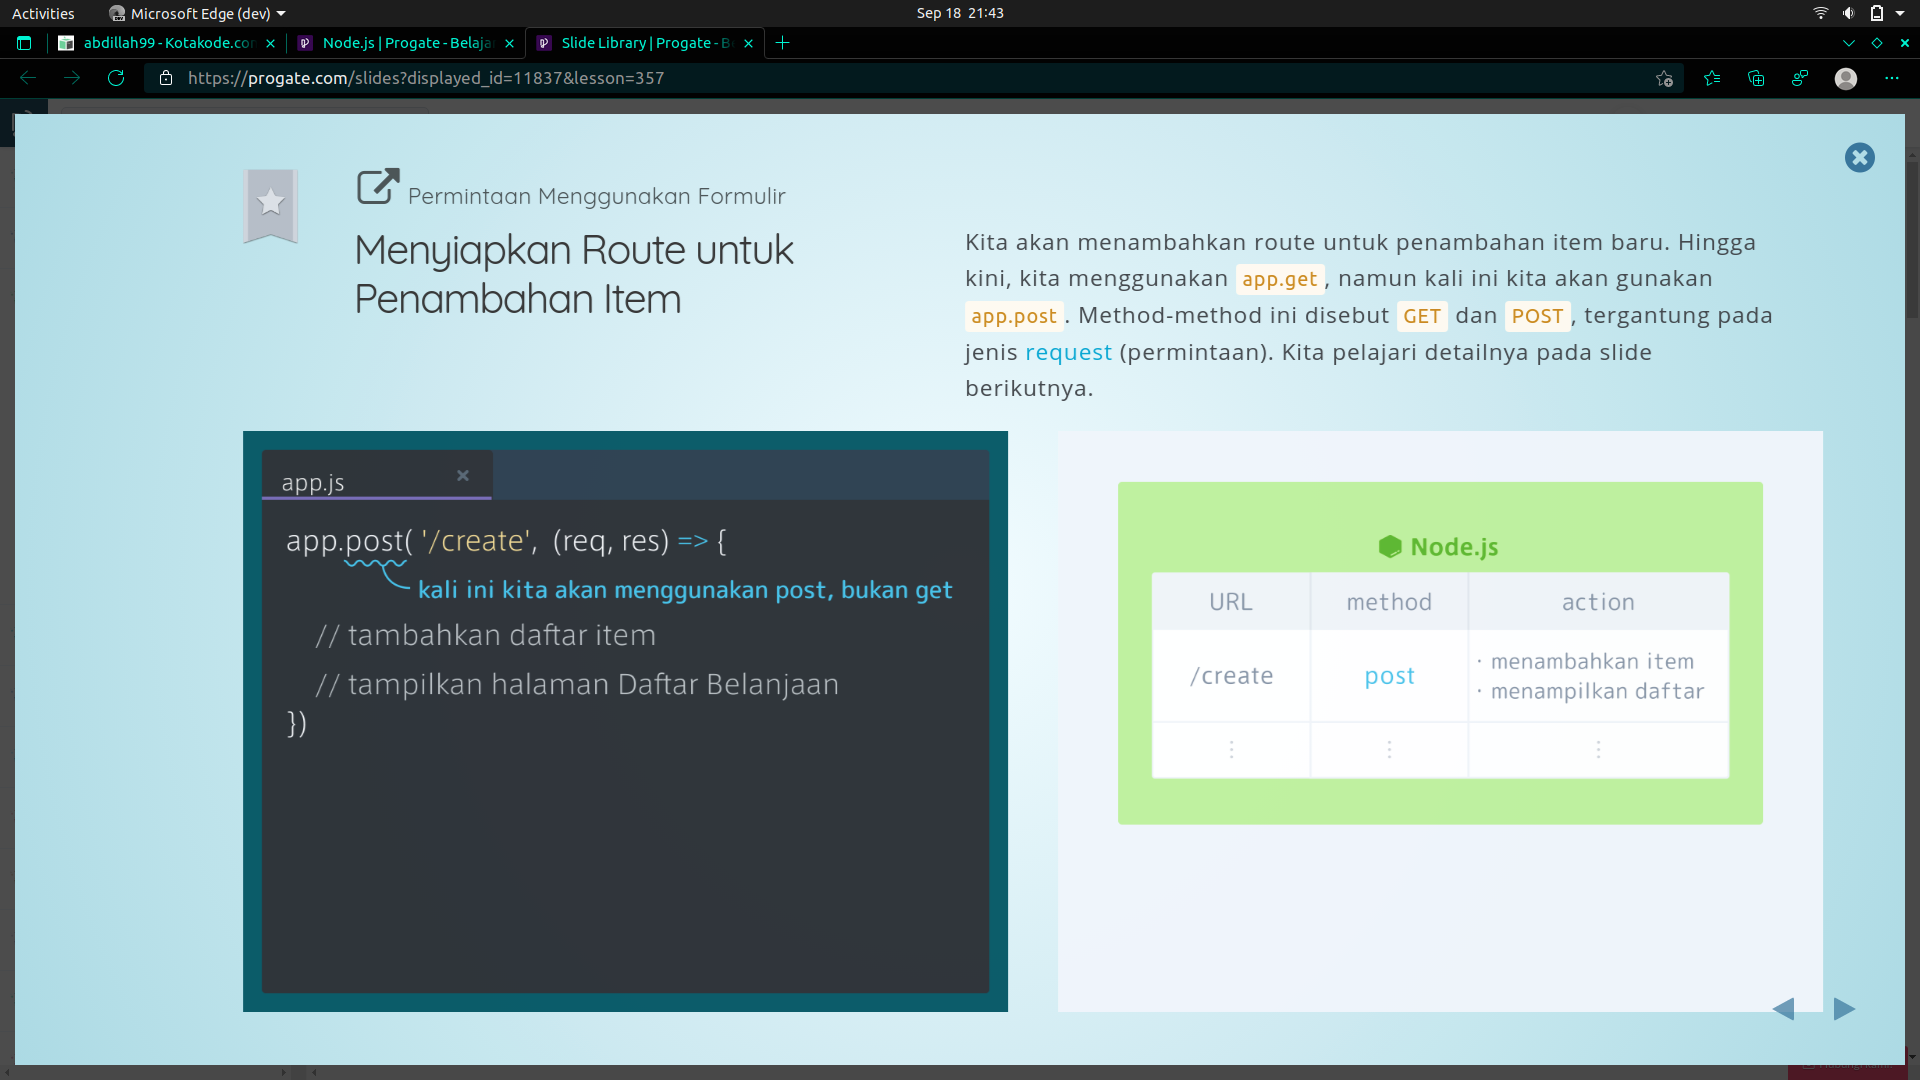 Activities
Microsoft Edge (dev)
Sep 18 21:43
abdillah99 - Kotakode.com
Node.js | Progate - Belaja
Slide Library | Progate - B
https://progate.com/slides?displayed_id=11837&lesson=357
Permintaan Menggunakan Formulir
Menyiapkan Route untuk
Penambahan Item
Kita akan menambahkan route untuk penambahan item baru. Hingga
kini, kita menggunakan app.get, namun kali ini kita akan gunakan
app.post. Method-method ini disebut GET dan POST, tergantung pada
jenis request (permintaan). Kita pelajari detailnya pada slide
berikutnya.
app.js
app.post( '/create', (req, res) => {
kali ini kita akan menggunakan post, bukan get
// tambahkan daftar item
// tampilkan halaman Daftar Belanjaan
})
Node.js
URL method action
/create post · menambahkan item
· menampilkan daftar
⋮ ⋮ ⋮